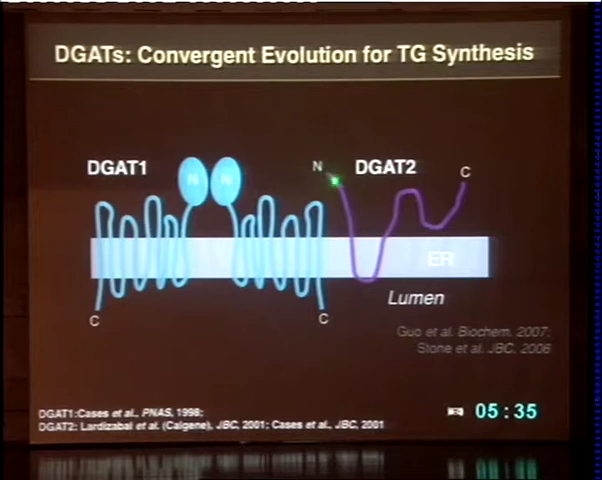 DGATs: Convergent Evolution for TG Synthesis
DGAT1
N
N
N
DGAT2
C
ER
Lumen
C
C
Guo et al. Biochem. 2007;
Stone et al. JBC, 2006
DGAT1:Cases et al., PNAS, 1998;
DGAT2: Lardizabal et al. (Calgene), JBC, 2001; Cases et al., JBC, 2001
05:35